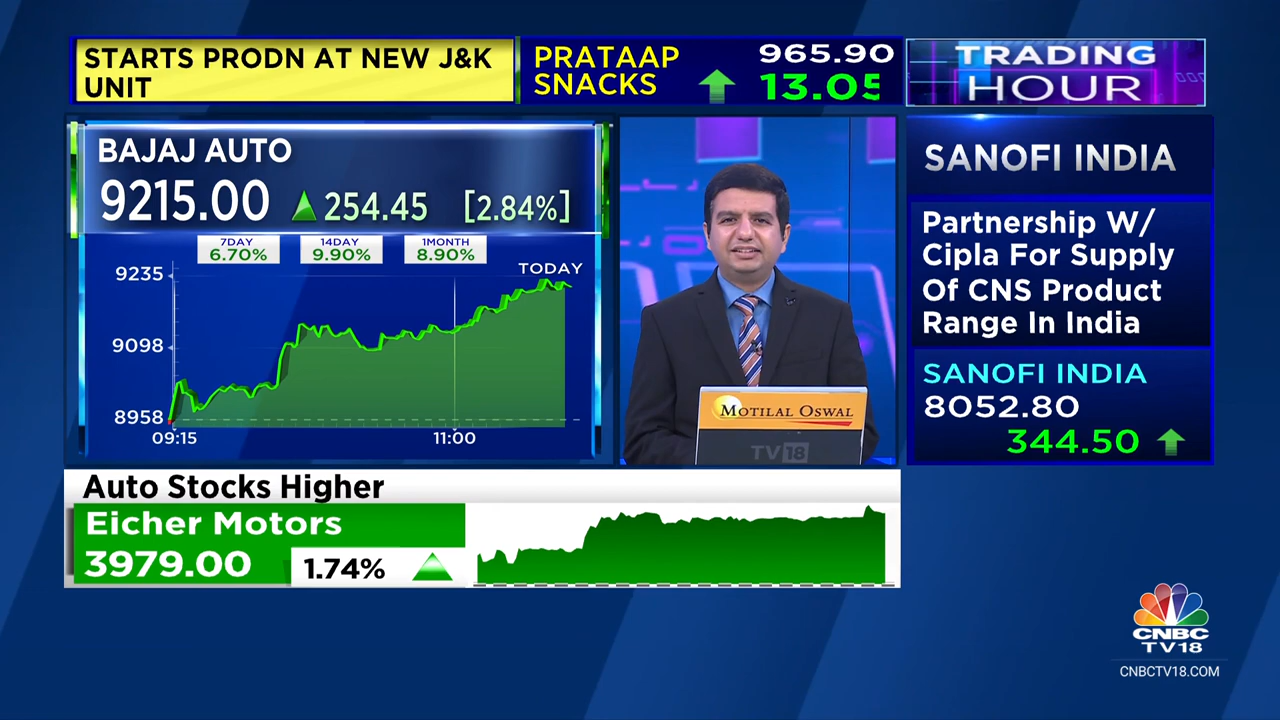 STARTS PRODN AT NEW J&K
UNIT
PRATAAP
SNACKS
965.90
13.05
TRADING
HOUR
BAJAJ AUTO
9215.00 254.45 [2.84%]
7DAY
6.70%
14DAY
9.90%
1MONTH
8.90%
TODAY
9235
9098
8958
09:15
11:00
MOTILAL OSWAL
TV18
SANOFI INDIA
Partnership W/
Cipla For Supply
Of CNS Product
Range In India
SANOFI INDIA
8052.80
344.50
Auto Stocks Higher
Eicher Motors
3979.00 1.74%
CNBC
TV18
CNBCTV18.COM